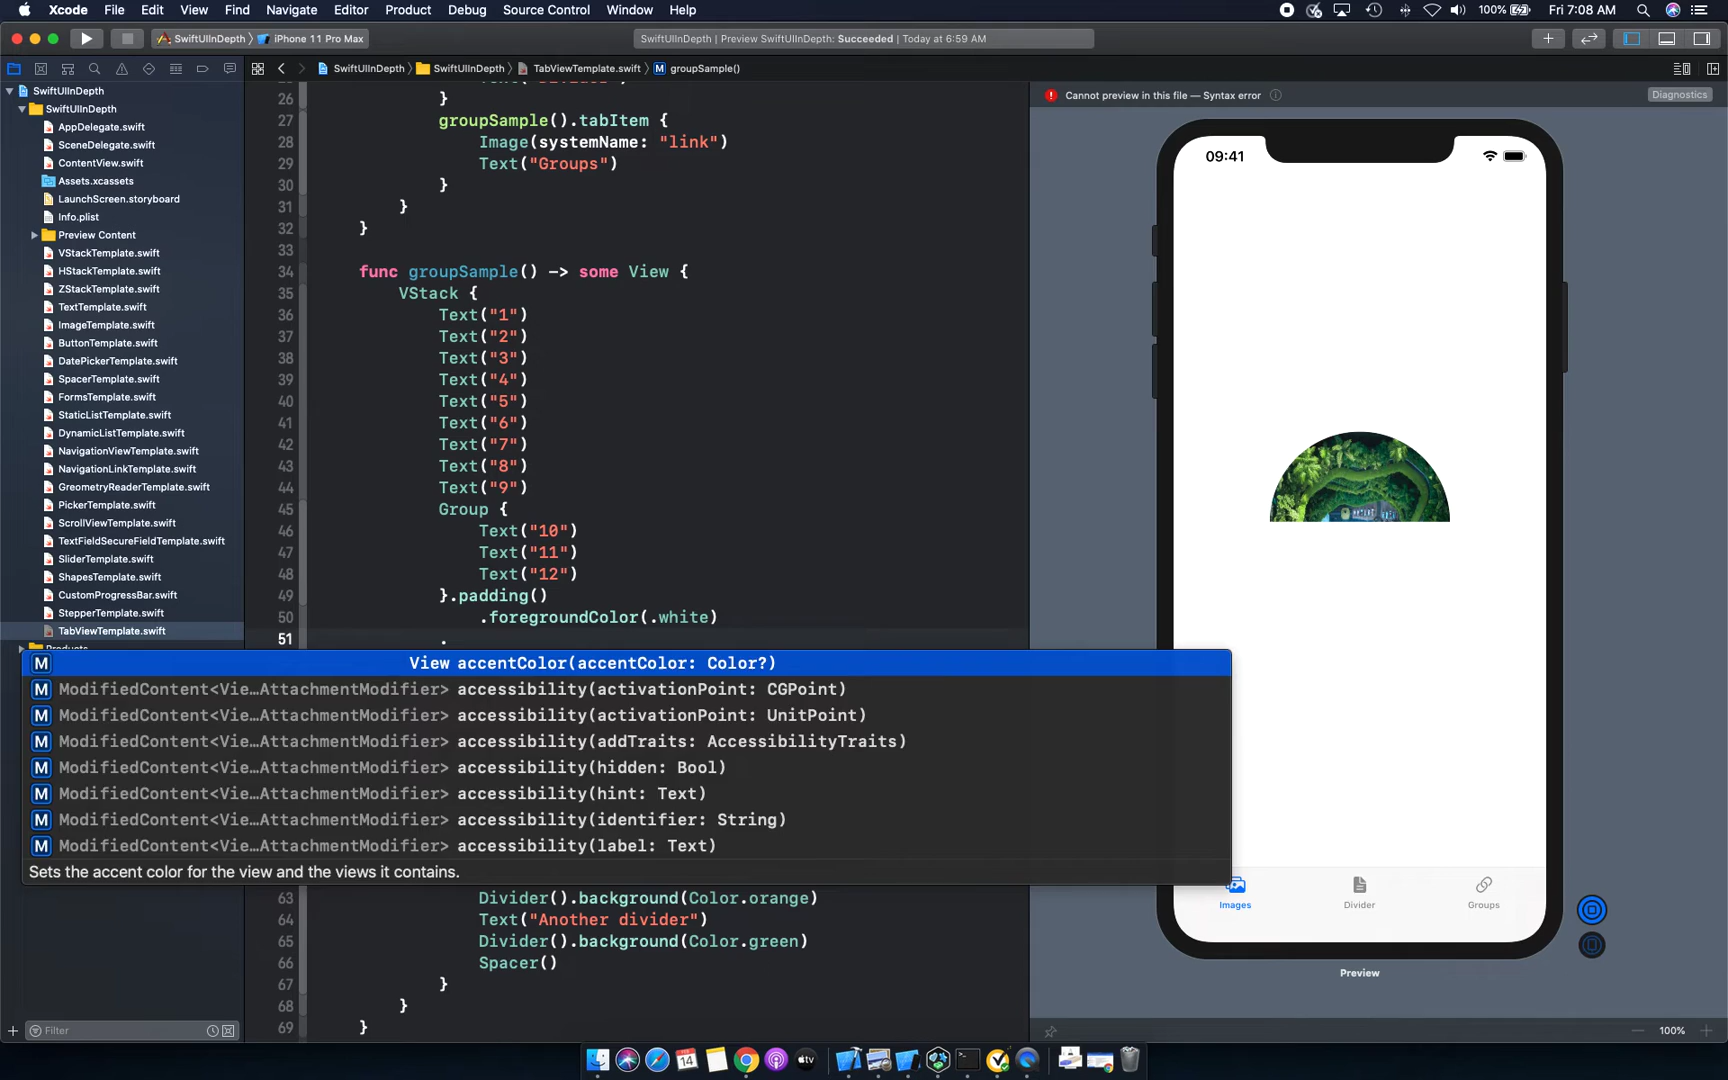 Xcode File Edit View Find Navigate Editor Product Debug Source Control Window Help 100% Fri 7:08 AM
SwiftUIInDepth iPhone 11 Pro Max SwiftUIInDepth | Preview SwiftUIInDepth: Succeeded | Today at 6:59 AM
SwiftUIInDepth SwiftUIInDepth TabViewTemplate.swift M groupSample()
SwiftUIInDepth
SwiftUIInDepth
AppDelegate.swift
SceneDelegate.swift
ContentView.swift
Assets.xcassets
LaunchScreen.storyboard
Info.plist
Preview Content
VStackTemplate.swift
HStackTemplate.swift
ZStackTemplate.swift
TextTemplate.swift
ImageTemplate.swift
ButtonTemplate.swift
DatePickerTemplate.swift
SpacerTemplate.swift
FormsTemplate.swift
StaticListTemplate.swift
DynamicListTemplate.swift
NavigationViewTemplate.swift
NavigationLinkTemplate.swift
GreometryReaderTemplate.swift
PickerTemplate.swift
ScrollViewTemplate.swift
TextFieldSecureFieldTemplate.swift
SliderTemplate.swift
ShapesTemplate.swift
CustomProgressBar.swift
StepperTemplate.swift
TabViewTemplate.swift
Filter
26 }
27 groupSample().tabItem {
28 Image(systemName: "link")
29 Text("Groups")
30 }
31 }
32 }
33
34 func groupSample() -> some View {
35 VStack {
36 Text("1")
37 Text("2")
38 Text("3")
39 Text("4")
40 Text("5")
41 Text("6")
42 Text("7")
43 Text("8")
44 Text("9")
45 Group {
46 Text("10")
47 Text("11")
48 Text("12")
49 }.padding()
50 .foregroundColor(.white)
51 .
M View accentColor(accentColor: Color?)
M ModifiedContent<Vie…AttachmentModifier> accessibility(activationPoint: CGPoint)
M ModifiedContent<Vie…AttachmentModifier> accessibility(activationPoint: UnitPoint)
M ModifiedContent<Vie…AttachmentModifier> accessibility(addTraits: AccessibilityTraits)
M ModifiedContent<Vie…AttachmentModifier> accessibility(hidden: Bool)
M ModifiedContent<Vie…AttachmentModifier> accessibility(hint: Text)
M ModifiedContent<Vie…AttachmentModifier> accessibility(identifier: String)
M ModifiedContent<Vie…AttachmentModifier> accessibility(label: Text)
Sets the accent color for the view and the views it contains.
63 Divider().background(Color.orange)
64 Text("Another divider")
65 Divider().background(Color.green)
66 Spacer()
67 }
68 }
69 }
Cannot preview in this file — Syntax error Diagnostics
09:41
Images Divider Groups
Preview
100%
14
tv